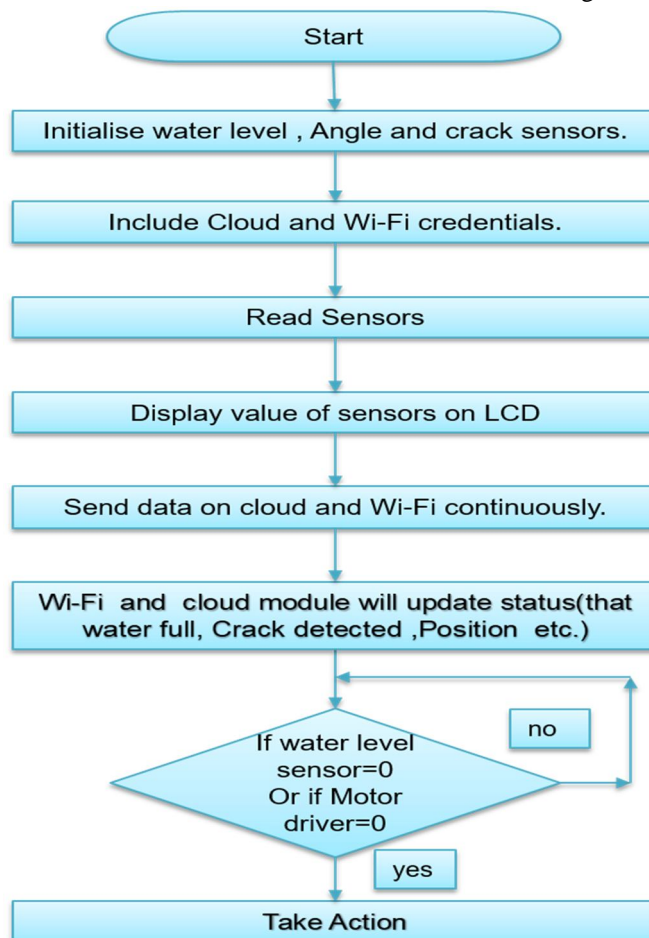 Start
Initialise water level , Angle and crack sensors.
Include Cloud and Wi-Fi credentials.
Read Sensors
Display value of sensors on LCD
Send data on cloud and Wi-Fi continuously.
Wi-Fi and cloud module will update status(that
water full, Crack detected ,Position etc.)
If water level
sensor=0
Or if Motor
driver=0
no
yes
Take Action